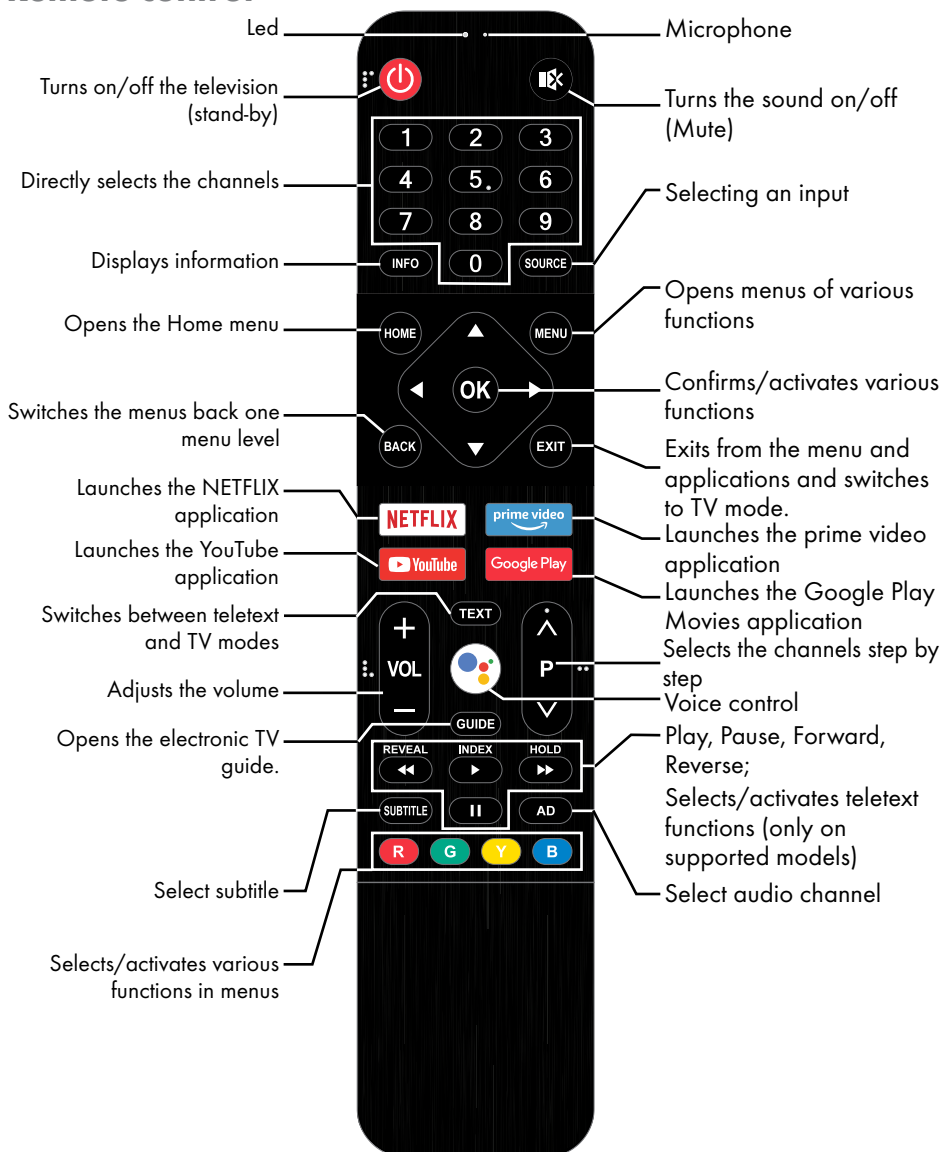 Remote control
Led
Microphone
Turns on/off the television
(stand-by)
Turns the sound on/off
(Mute)
1 2 3
Directly selects the channels
4 5. 6
Selecting an input
7 8 9
Displays information
INFO 0 SOURCE
Opens menus of various
functions
Opens the Home menu
HOME MENU
OK
Confirms/activates various
functions
Switches the menus back one
menu level
BACK EXIT
Exits from the menu and
applications and switches
to TV mode.
Launches the NETFLIX
application
NETFLIX prime video
Launches the prime video
application
Launches the YouTube
application
YouTube Google Play
Launches the Google Play
Movies application
Switches between teletext
and TV modes
TEXT
+
VOL
−
P
Selects the channels step by
step
Adjusts the volume
Voice control
GUIDE
Opens the electronic TV
guide.
REVEAL INDEX HOLD
Play, Pause, Forward,
Reverse;
Selects/activates teletext
functions (only on
supported models)
SUBTITLE AD
R G Y B
Select subtitle
Select audio channel
Selects/activates various
functions in menus